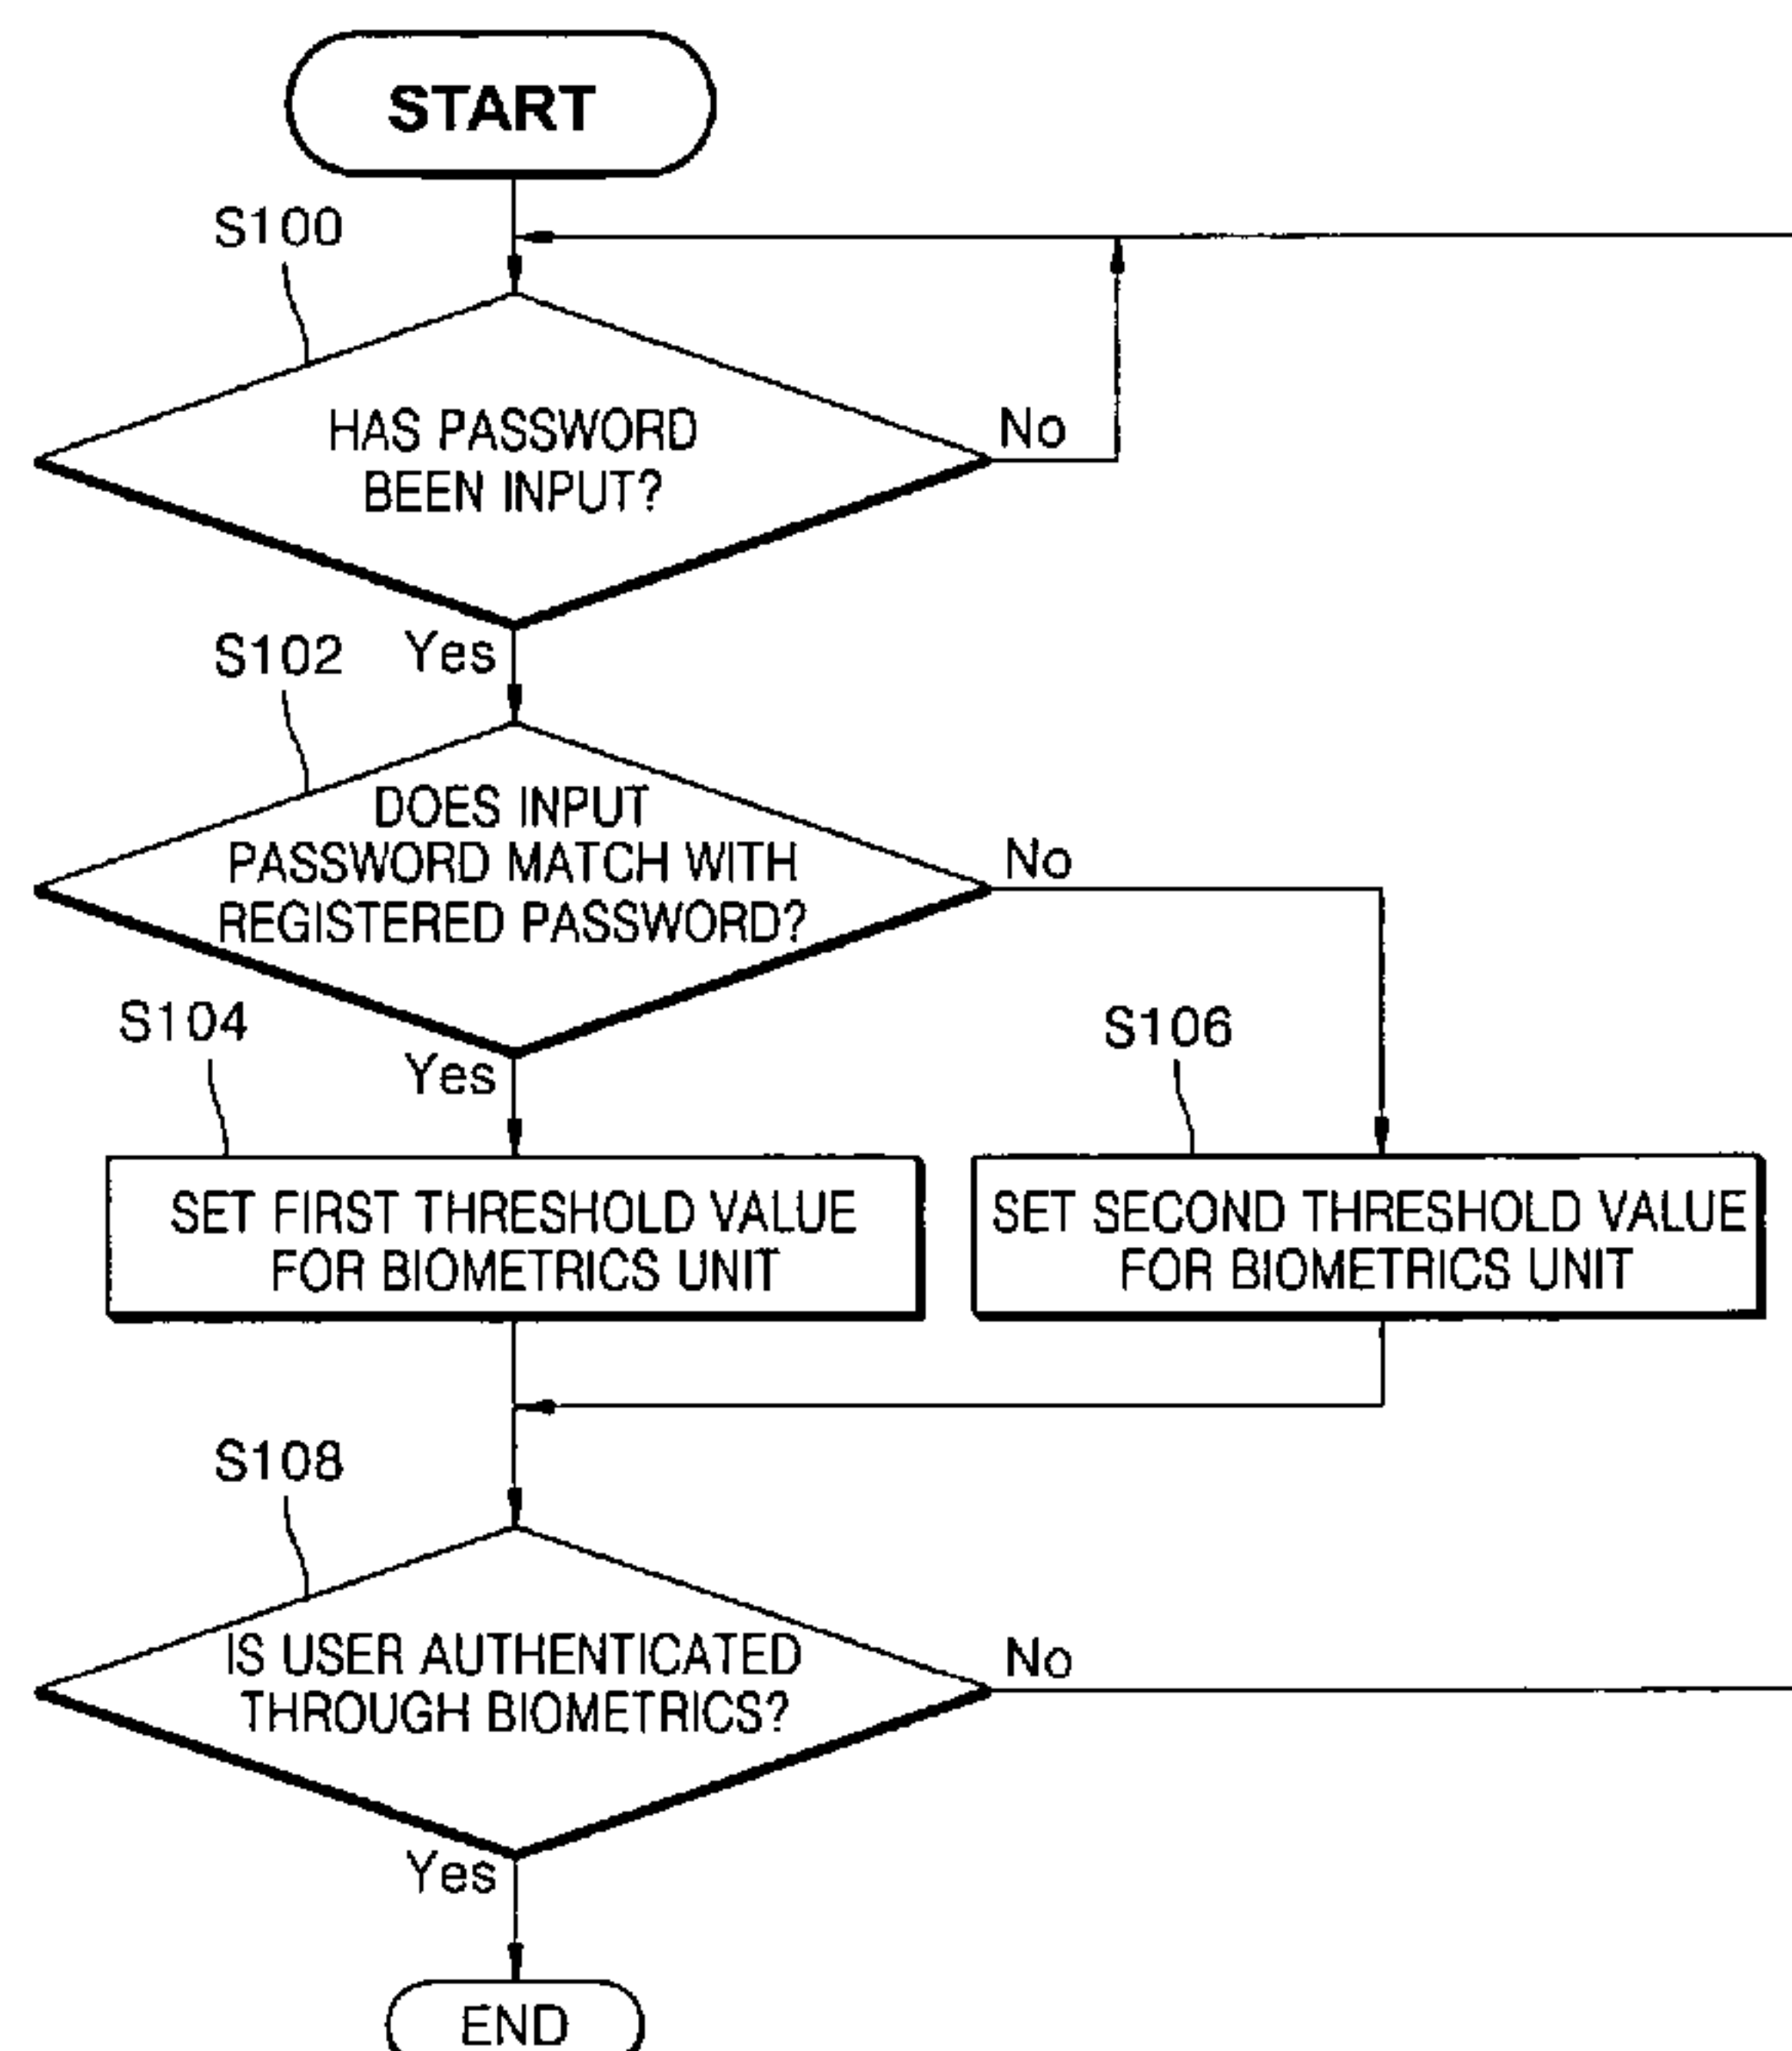 START
S100
HAS PASSWORD
BEEN INPUT?
No
Yes
S102
DOES INPUT
PASSWORD MATCH WITH
REGISTERED PASSWORD?
No
Yes
S104
SET FIRST THRESHOLD VALUE
FOR BIOMETRICS UNIT
S106
SET SECOND THRESHOLD VALUE
FOR BIOMETRICS UNIT
S108
IS USER AUTHENTICATED
THROUGH BIOMETRICS?
No
Yes
END